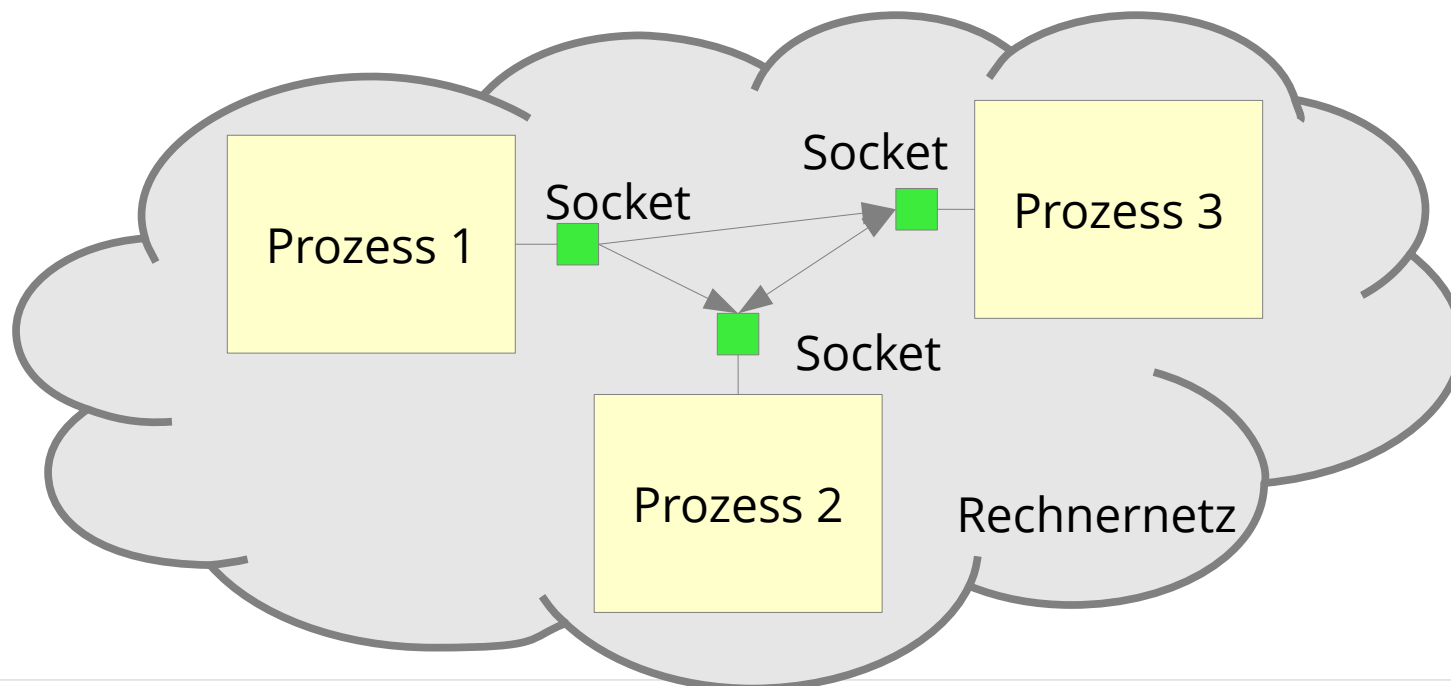 Socket
Socket
Prozess 1
Prozess 3
Socket
Prozess 2
Rechnernetz